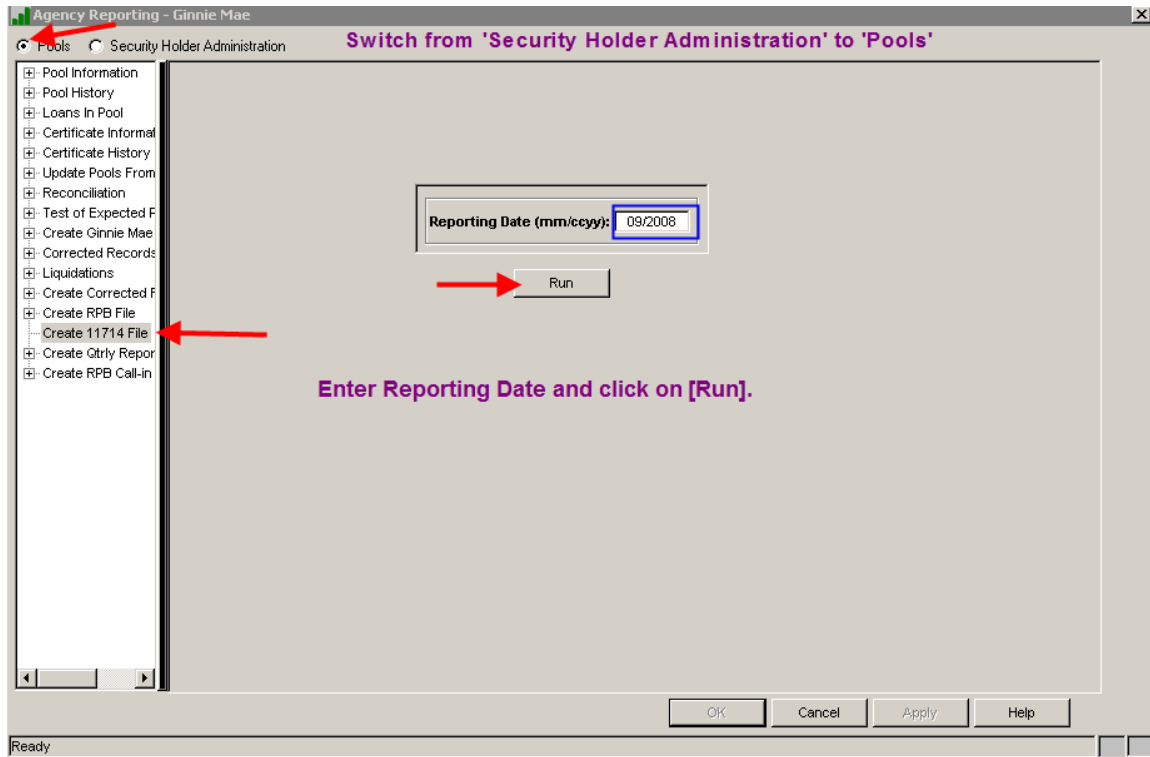 Agency Reporting - Ginnie Mae
Pools Security Holder Administration
Switch from 'Security Holder Administration' to 'Pools'
Pool Information
Pool History
Loans In Pool
Certificate Informat
Certificate History
Update Pools From
Reconciliation
Test of Expected F
Create Ginnie Mae
Corrected Records
Liquidations
Create Corrected F
Create RPB File
Create 11714 File
Create Qtrly Repor
Create RPB Call-in
Reporting Date (mm/ccyy): 09/2008
Run
Enter Reporting Date and click on [Run].
OK Cancel Apply Help
Ready